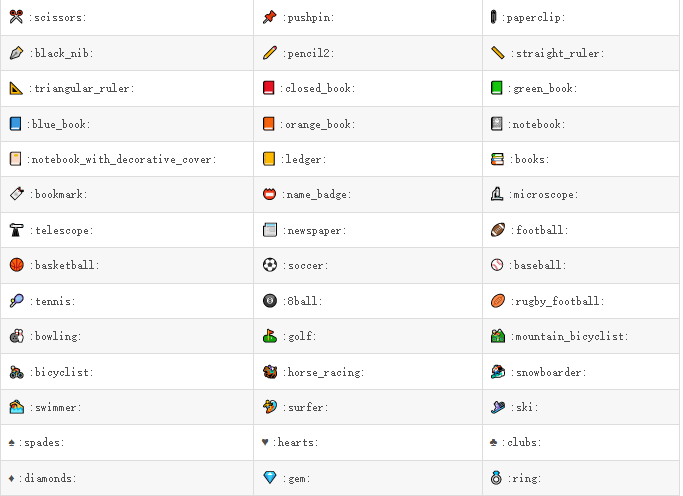 :scissors: :pushpin: :paperclip:
:black_nib: :pencil2: :straight_ruler:
:triangular_ruler: :closed_book: :green_book:
:blue_book: :orange_book: :notebook:
:notebook_with_decorative_cover: :ledger: :books:
:bookmark: :name_badge: :microscope:
:telescope: :newspaper: :football:
:basketball: :soccer: :baseball:
:tennis: :8ball: :rugby_football:
:bowling: :golf: :mountain_bicyclist:
:bicyclist: :horse_racing: :snowboarder:
:swimmer: :surfer: :ski:
:spades: :hearts: :clubs:
:diamonds: :gem: :ring: